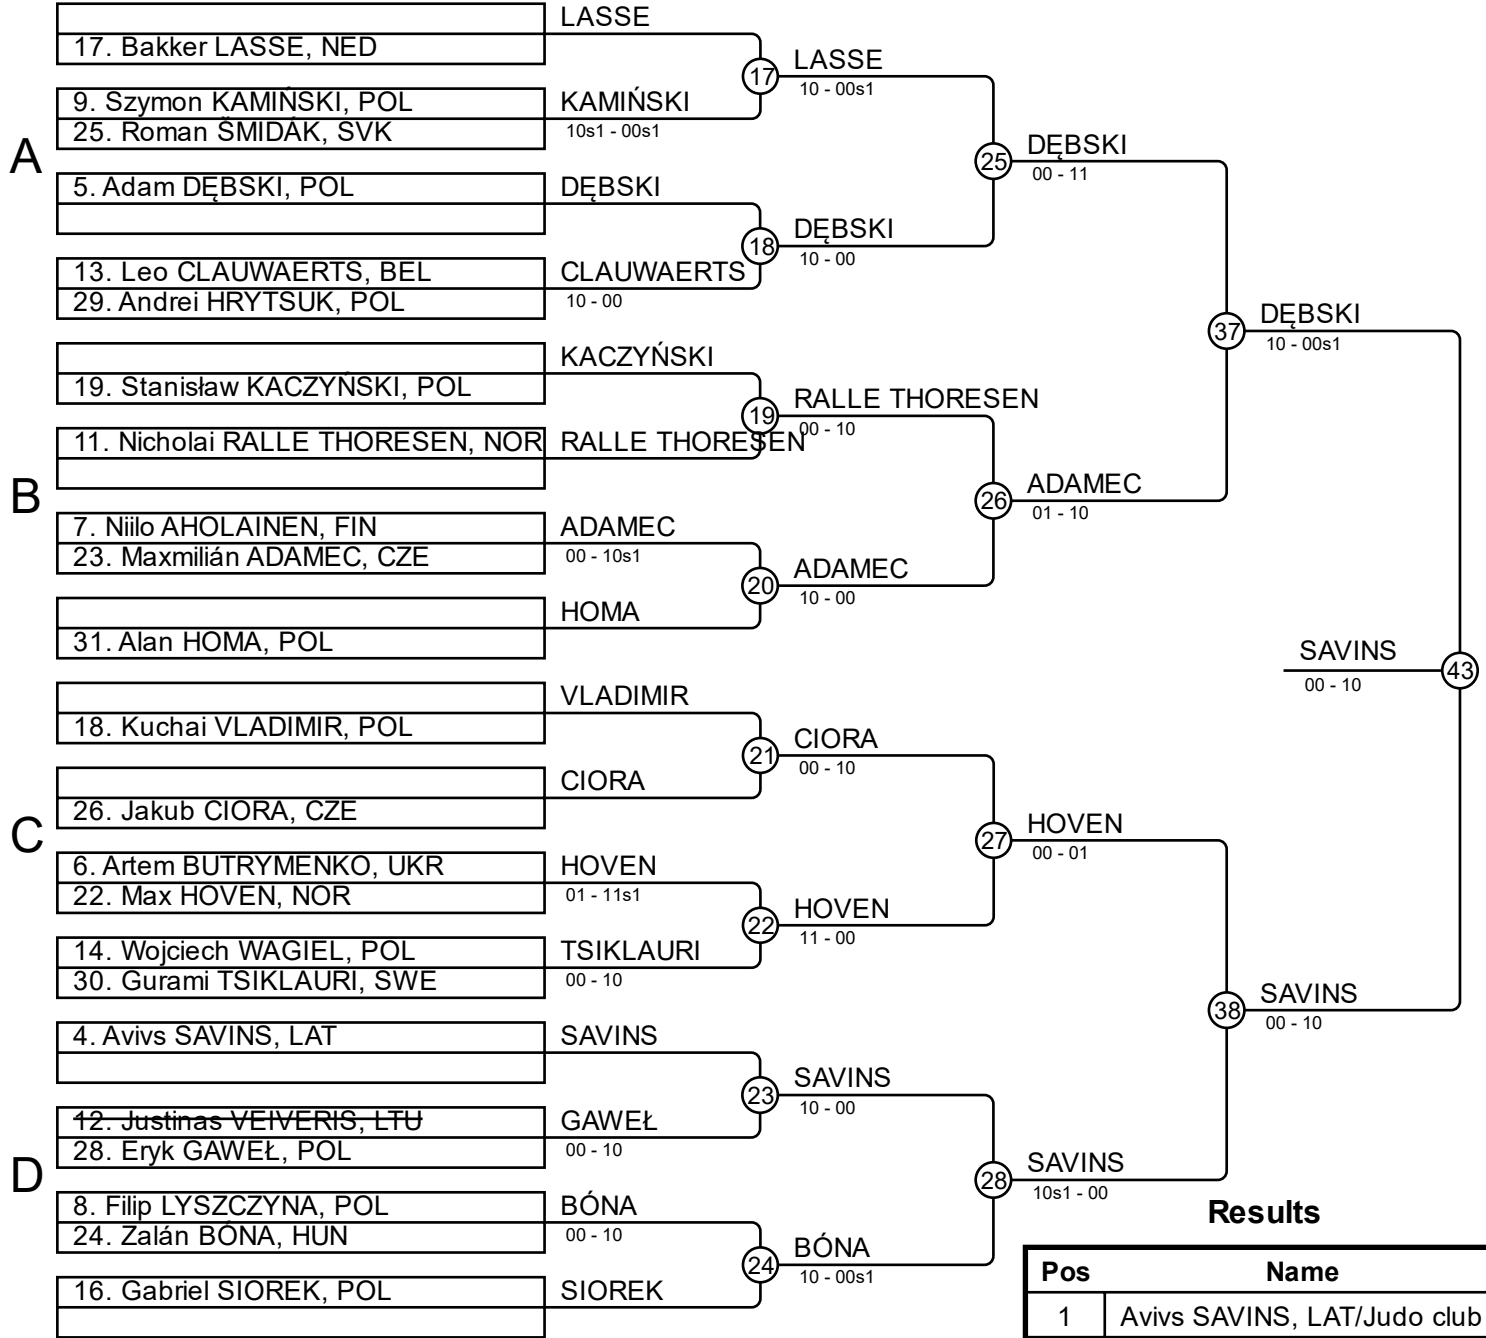 LASSE
17. Bakker LASSE, NED
17
LASSE
10 - 00s1
9. Szymon KAMIŃSKI, POL
KAMIŃSKI
25. Roman ŠMIDÁK, SVK
10s1 - 00s1
A
25
DĘBSKI
00 - 11
5. Adam DĘBSKI, POL
DĘBSKI
18
DĘBSKI
10 - 00
13. Leo CLAUWAERTS, BEL
CLAUWAERTS
29. Andrei HRYTSUK, POL
10 - 00
37
DĘBSKI
10 - 00s1
KACZYŃSKI
19. Stanisław KACZYŃSKI, POL
19
RALLE THORESEN
00 - 10
11. Nicholai RALLE THORESEN, NOR
RALLE THORESEN
B
26
ADAMEC
01 - 10
7. Niilo AHOLAINEN, FIN
ADAMEC
23. Maxmilián ADAMEC, CZE
00 - 10s1
20
ADAMEC
10 - 00
HOMA
31. Alan HOMA, POL
SAVINS
43
00 - 10
VLADIMIR
18. Kuchai VLADIMIR, POL
21
CIORA
00 - 10
CIORA
26. Jakub CIORA, CZE
C
27
HOVEN
00 - 01
6. Artem BUTRYMENKO, UKR
HOVEN
22. Max HOVEN, NOR
01 - 11s1
22
HOVEN
11 - 00
14. Wojciech WAGIEL, POL
TSIKLAURI
30. Gurami TSIKLAURI, SWE
00 - 10
38
SAVINS
00 - 10
4. Avivs SAVINS, LAT
SAVINS
23
SAVINS
10 - 00
12. Justinas VEIVERIS, LTU
GAWEŁ
28. Eryk GAWEŁ, POL
00 - 10
D
28
SAVINS
10s1 - 00
8. Filip LYSZCZYNA, POL
BÓNA
24. Zalán BÓNA, HUN
00 - 10
24
BÓNA
10 - 00s1
16. Gabriel SIOREK, POL
SIOREK
Results
Pos Name
1 Avivs SAVINS, LAT/Judo club